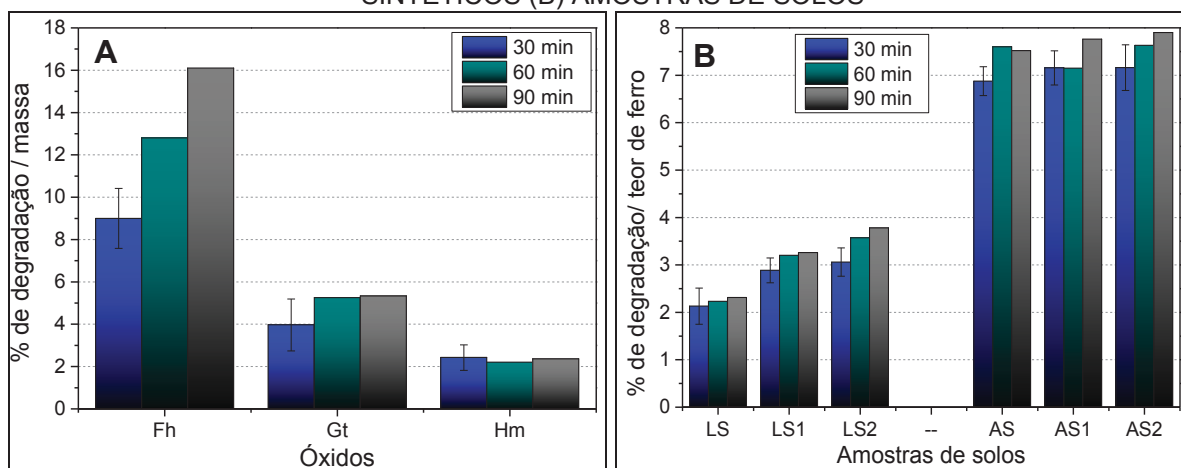 SINTÉTICOS (B) AMOSTRAS DE SOLOS
A
30 min
60 min
90 min
% de degradação / massa
18
16
14
12
10
8
6
4
2
0
Fh
Gt
Hm
Óxidos
B
30 min
60 min
90 min
% de degradação/ teor de ferro
8
7
6
5
4
3
2
1
0
LS
LS1
LS2
--
AS
AS1
AS2
Amostras de solos